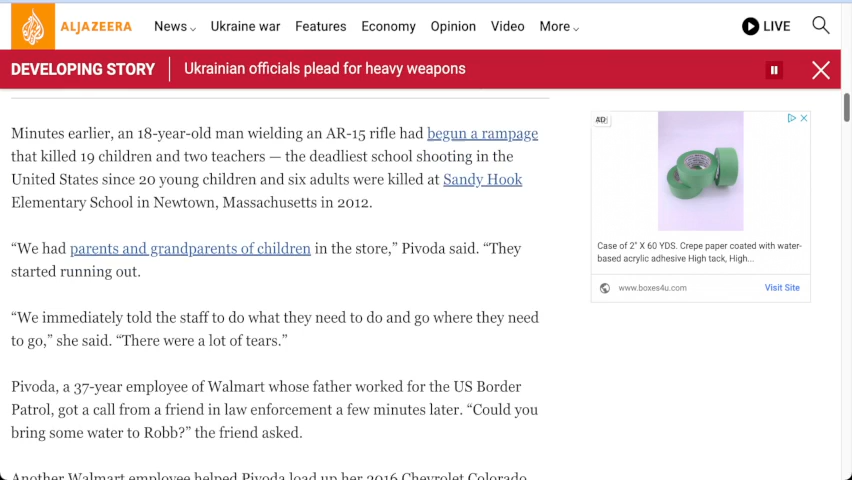 ALJAZEERA News Ukraine war Features Economy Opinion Video More LIVE
DEVELOPING STORY Ukrainian officials plead for heavy weapons
Minutes earlier, an 18-year-old man wielding an AR-15 rifle had begun a rampage
that killed 19 children and two teachers — the deadliest school shooting in the
United States since 20 young children and six adults were killed at Sandy Hook
Elementary School in Newtown, Massachusetts in 2012.
“We had parents and grandparents of children in the store,” Pivoda said. “They
started running out.
“We immediately told the staff to do what they need to do and go where they need
to go,” she said. “There were a lot of tears.”
Pivoda, a 37-year employee of Walmart whose father worked for the US Border
Patrol, got a call from a friend in law enforcement a few minutes later. “Could you
bring some water to Robb?” the friend asked.
Another Walmart employee helped Pivoda load up her 2016 Chevrolet Colorado
AD
Case of 2" X 60 YDS. Crepe paper coated with water-
based acrylic adhesive High tack, High...
www.boxes4u.com Visit Site